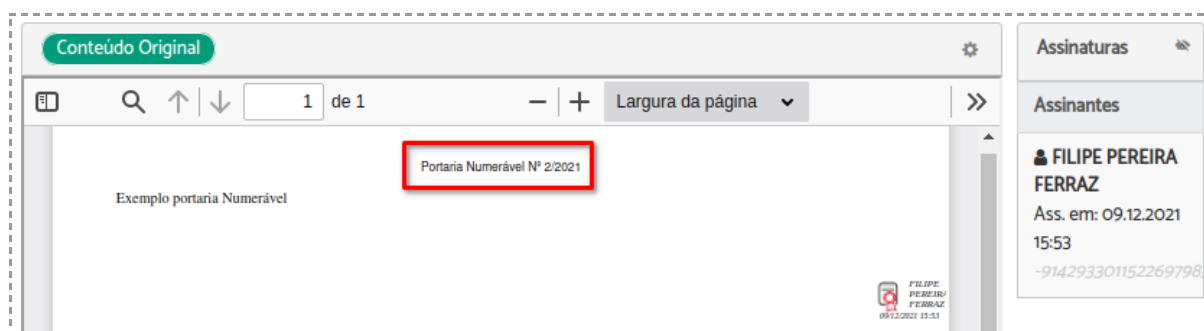 Conteúdo Original
1 de 1
Largura da página
Portaria Numerável Nº 2/2021
Exemplo portaria Numerável
FILIPE
PEREIRA
FERRAZ
09/12/2021 15:53
Assinaturas
Assinantes
FILIPE PEREIRA
FERRAZ
Ass. em: 09.12.2021
15:53
-914293301152269798